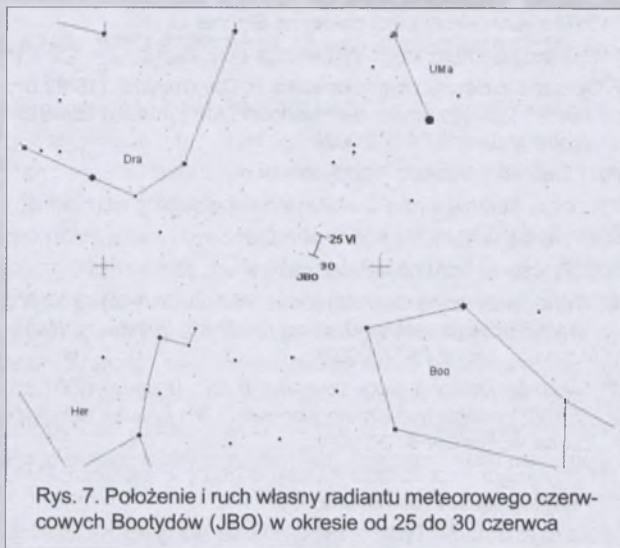 UMa
Dra
25 VI
30
JBO
Boo
Her
Rys. 7. Położenie i ruch własny radiantu meteorowego czerw-
cowych Bootydów (JBO) w okresie od 25 do 30 czerwca